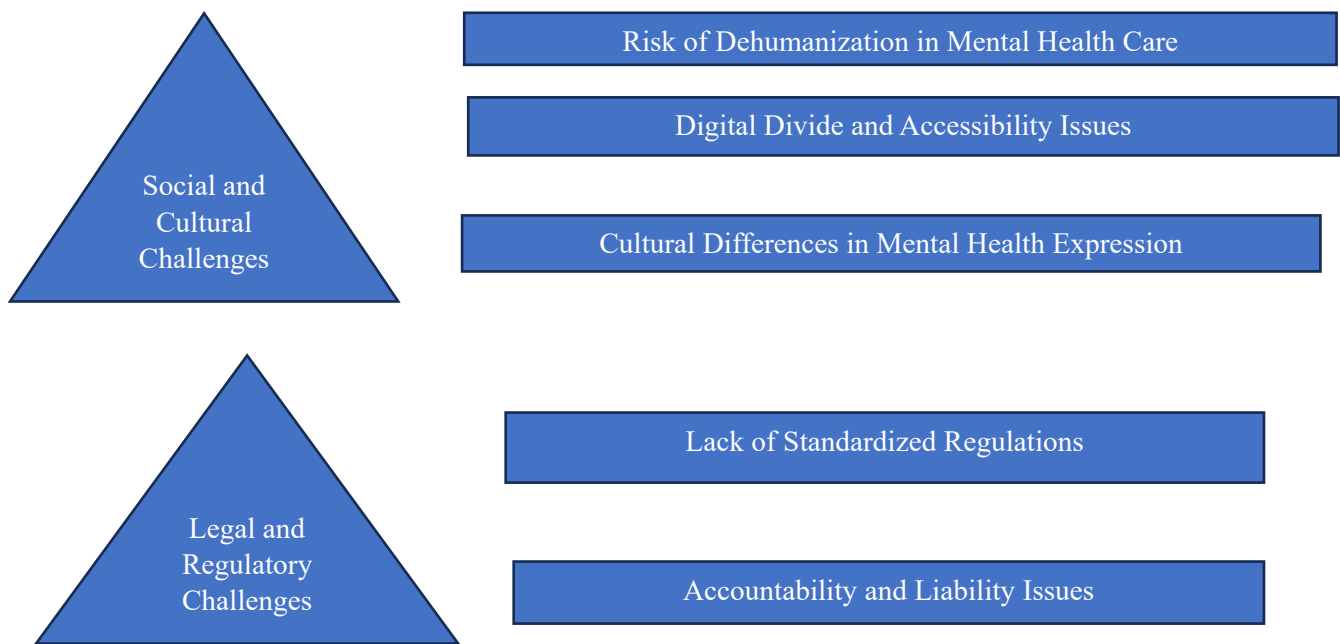 Social and
Cultural
Challenges
Risk of Dehumanization in Mental Health Care
Digital Divide and Accessibility Issues
Cultural Differences in Mental Health Expression
Legal and
Regulatory
Challenges
Lack of Standardized Regulations
Accountability and Liability Issues